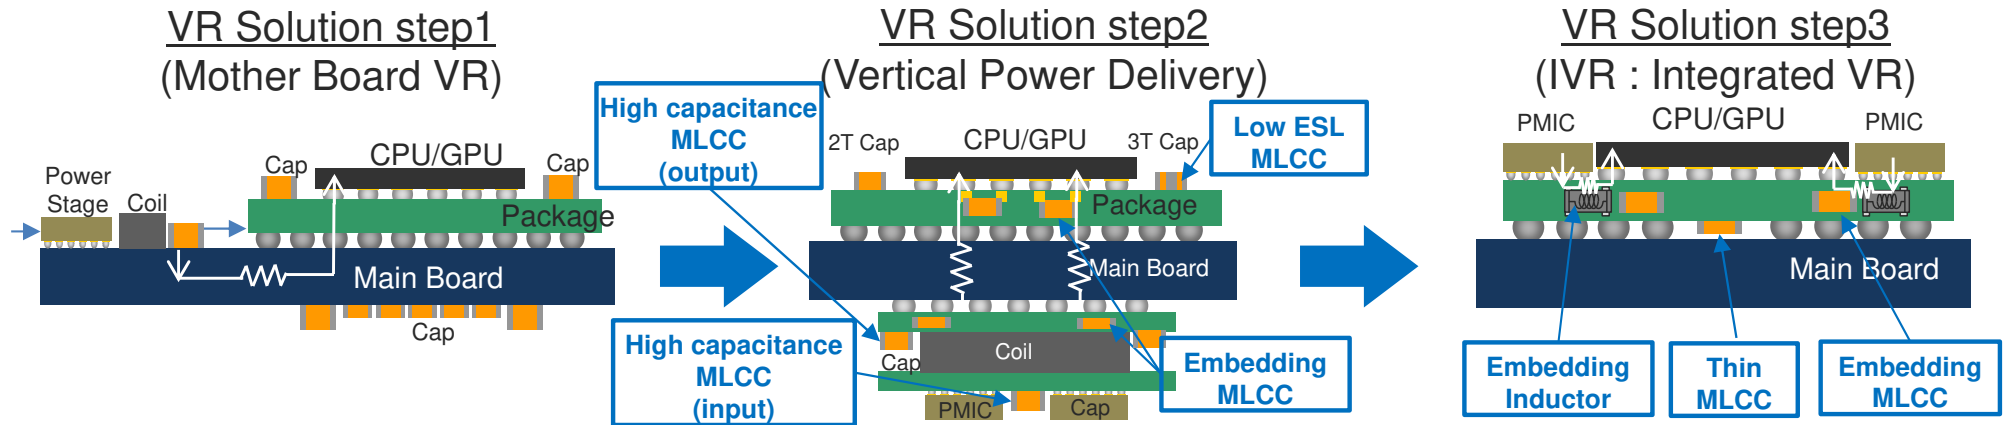 VR Solution step1
(Mother Board VR)
Power
Stage
Coil
Cap
CPU/GPU
Cap
Package
Main Board
Cap
VR Solution step2
(Vertical Power Delivery)
High capacitance
MLCC
(output)
2T Cap
CPU/GPU
3T Cap
Low ESL
MLCC
Package
Main Board
Cap
Coil
High capacitance
MLCC
(input)
PMIC
Cap
Embedding
MLCC
VR Solution step3
(IVR : Integrated VR)
PMIC
CPU/GPU
PMIC
Main Board
Embedding
Inductor
Thin
MLCC
Embedding
MLCC